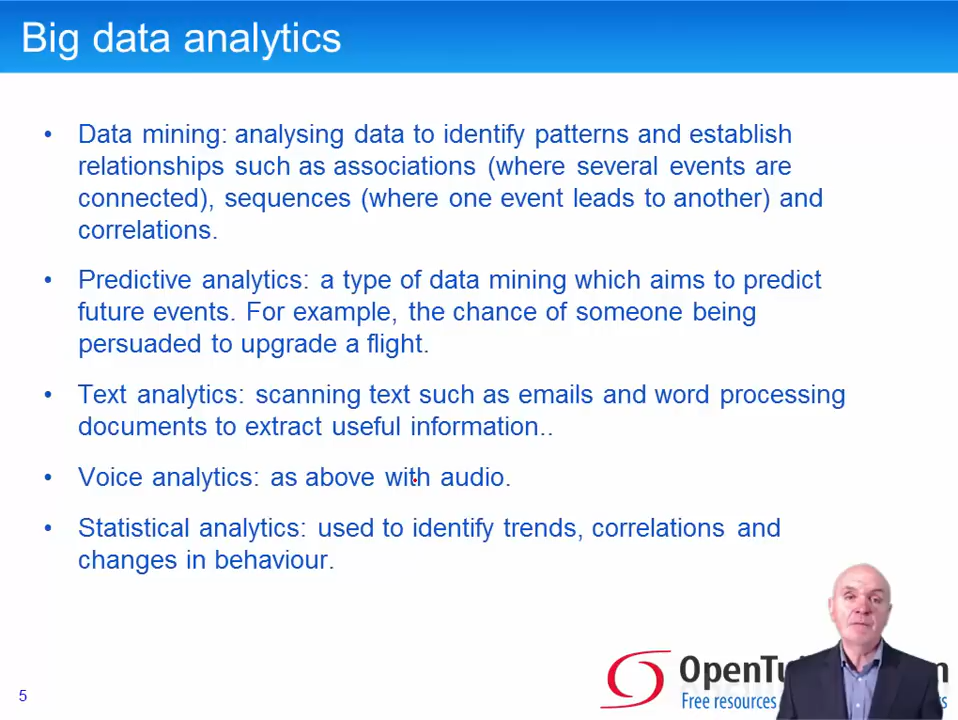 Big data analytics
• Data mining: analysing data to identify patterns and establish
relationships such as associations (where several events are
connected), sequences (where one event leads to another) and
correlations.
• Predictive analytics: a type of data mining which aims to predict
future events. For example, the chance of someone being
persuaded to upgrade a flight.
• Text analytics: scanning text such as emails and word processing
documents to extract useful information..
• Voice analytics: as above with audio.
• Statistical analytics: used to identify trends, correlations and
changes in behaviour.
Free resources
5